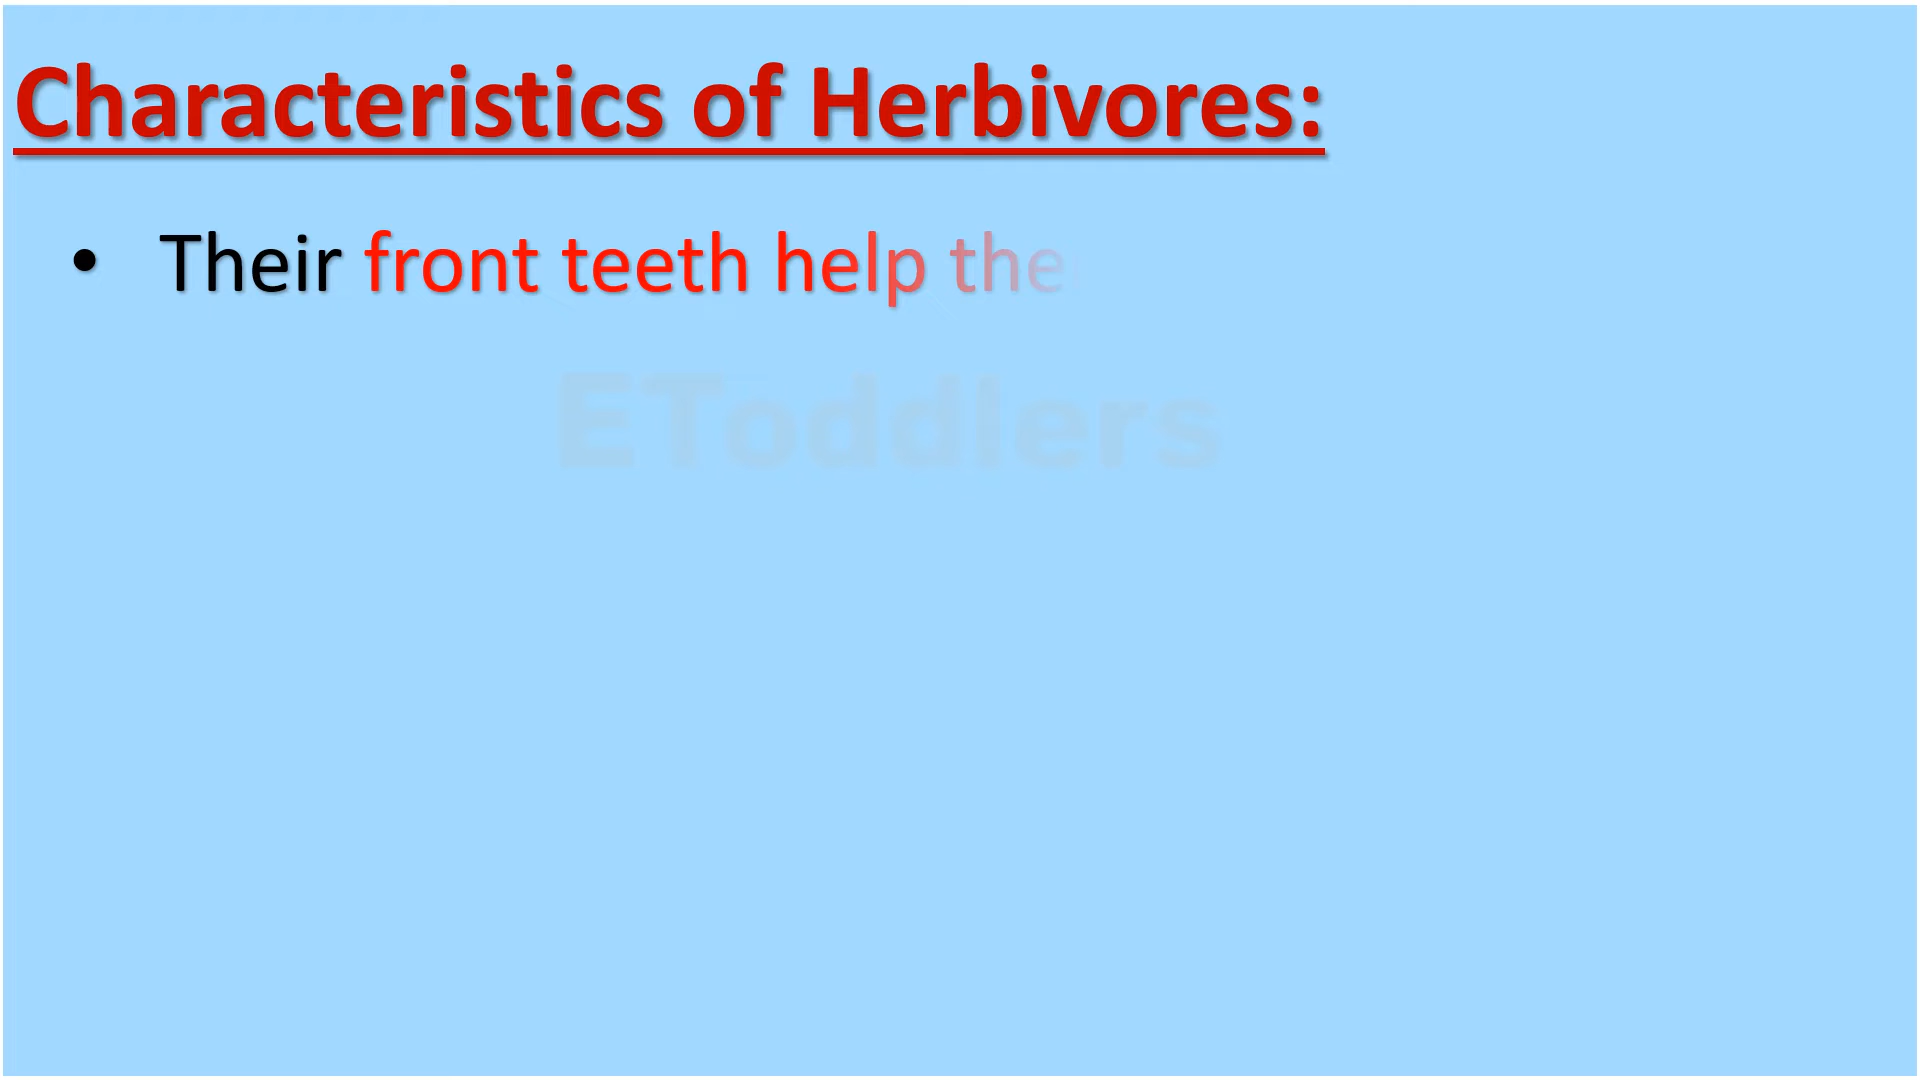 Characteristics of Herbivores:
• Their front teeth help the
EToddlers